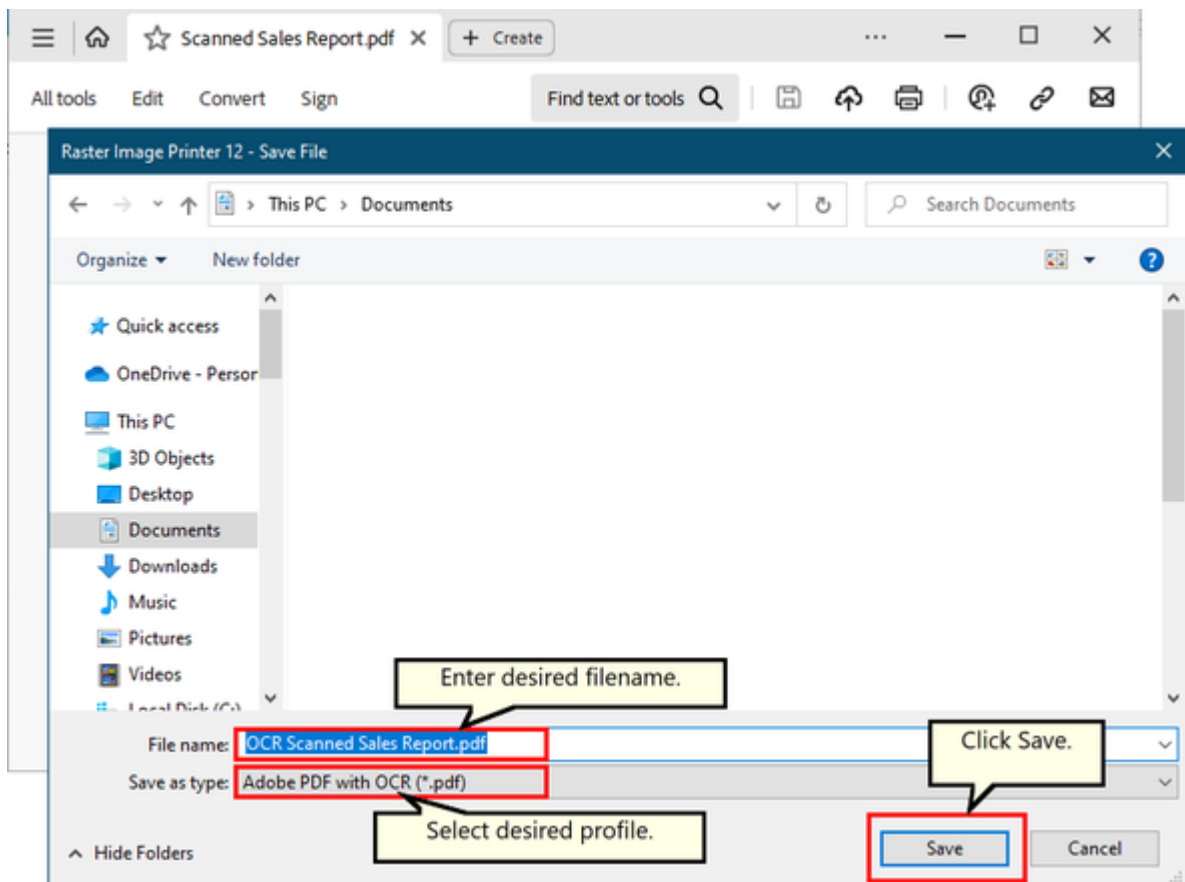 Scanned Sales Report.pdf
+ Create
All tools Edit Convert Sign Find text or tools
Raster Image Printer 12 - Save File
This PC > Documents Search Documents
Organize New folder
Quick access
OneDrive - Person
This PC
3D Objects
Desktop
Documents
Downloads
Music
Pictures
Videos
Local Disk (C:)
Enter desired filename.
File name: OCR Scanned Sales Report.pdf
Click Save.
Save as type: Adobe PDF with OCR (*.pdf)
Select desired profile.
Hide Folders
Save Cancel